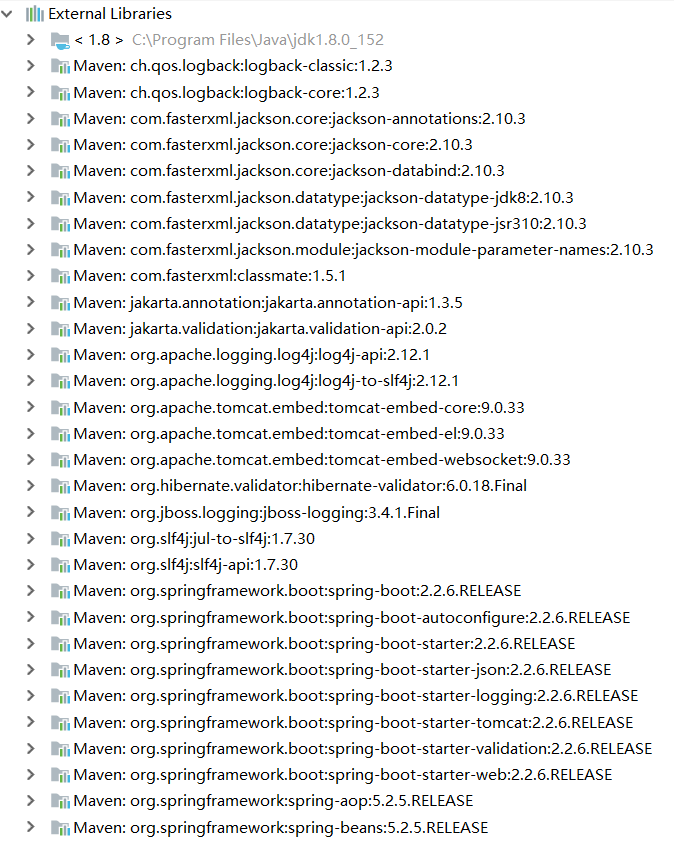 External Libraries
< 1.8 > C:\Program Files\Java\jdk1.8.0_152
Maven: ch.qos.logback:logback-classic:1.2.3
Maven: ch.qos.logback:logback-core:1.2.3
Maven: com.fasterxml.jackson.core:jackson-annotations:2.10.3
Maven: com.fasterxml.jackson.core:jackson-core:2.10.3
Maven: com.fasterxml.jackson.core:jackson-databind:2.10.3
Maven: com.fasterxml.jackson.datatype:jackson-datatype-jdk8:2.10.3
Maven: com.fasterxml.jackson.datatype:jackson-datatype-jsr310:2.10.3
Maven: com.fasterxml.jackson.module:jackson-module-parameter-names:2.10.3
Maven: com.fasterxml:classmate:1.5.1
Maven: jakarta.annotation:jakarta.annotation-api:1.3.5
Maven: jakarta.validation:jakarta.validation-api:2.0.2
Maven: org.apache.logging.log4j:log4j-api:2.12.1
Maven: org.apache.logging.log4j:log4j-to-slf4j:2.12.1
Maven: org.apache.tomcat.embed:tomcat-embed-core:9.0.33
Maven: org.apache.tomcat.embed:tomcat-embed-el:9.0.33
Maven: org.apache.tomcat.embed:tomcat-embed-websocket:9.0.33
Maven: org.hibernate.validator:hibernate-validator:6.0.18.Final
Maven: org.jboss.logging:jboss-logging:3.4.1.Final
Maven: org.slf4j:jul-to-slf4j:1.7.30
Maven: org.slf4j:slf4j-api:1.7.30
Maven: org.springframework.boot:spring-boot:2.2.6.RELEASE
Maven: org.springframework.boot:spring-boot-autoconfigure:2.2.6.RELEASE
Maven: org.springframework.boot:spring-boot-starter:2.2.6.RELEASE
Maven: org.springframework.boot:spring-boot-starter-json:2.2.6.RELEASE
Maven: org.springframework.boot:spring-boot-starter-logging:2.2.6.RELEASE
Maven: org.springframework.boot:spring-boot-starter-tomcat:2.2.6.RELEASE
Maven: org.springframework.boot:spring-boot-starter-validation:2.2.6.RELEASE
Maven: org.springframework.boot:spring-boot-starter-web:2.2.6.RELEASE
Maven: org.springframework:spring-aop:5.2.5.RELEASE
Maven: org.springframework:spring-beans:5.2.5.RELEASE